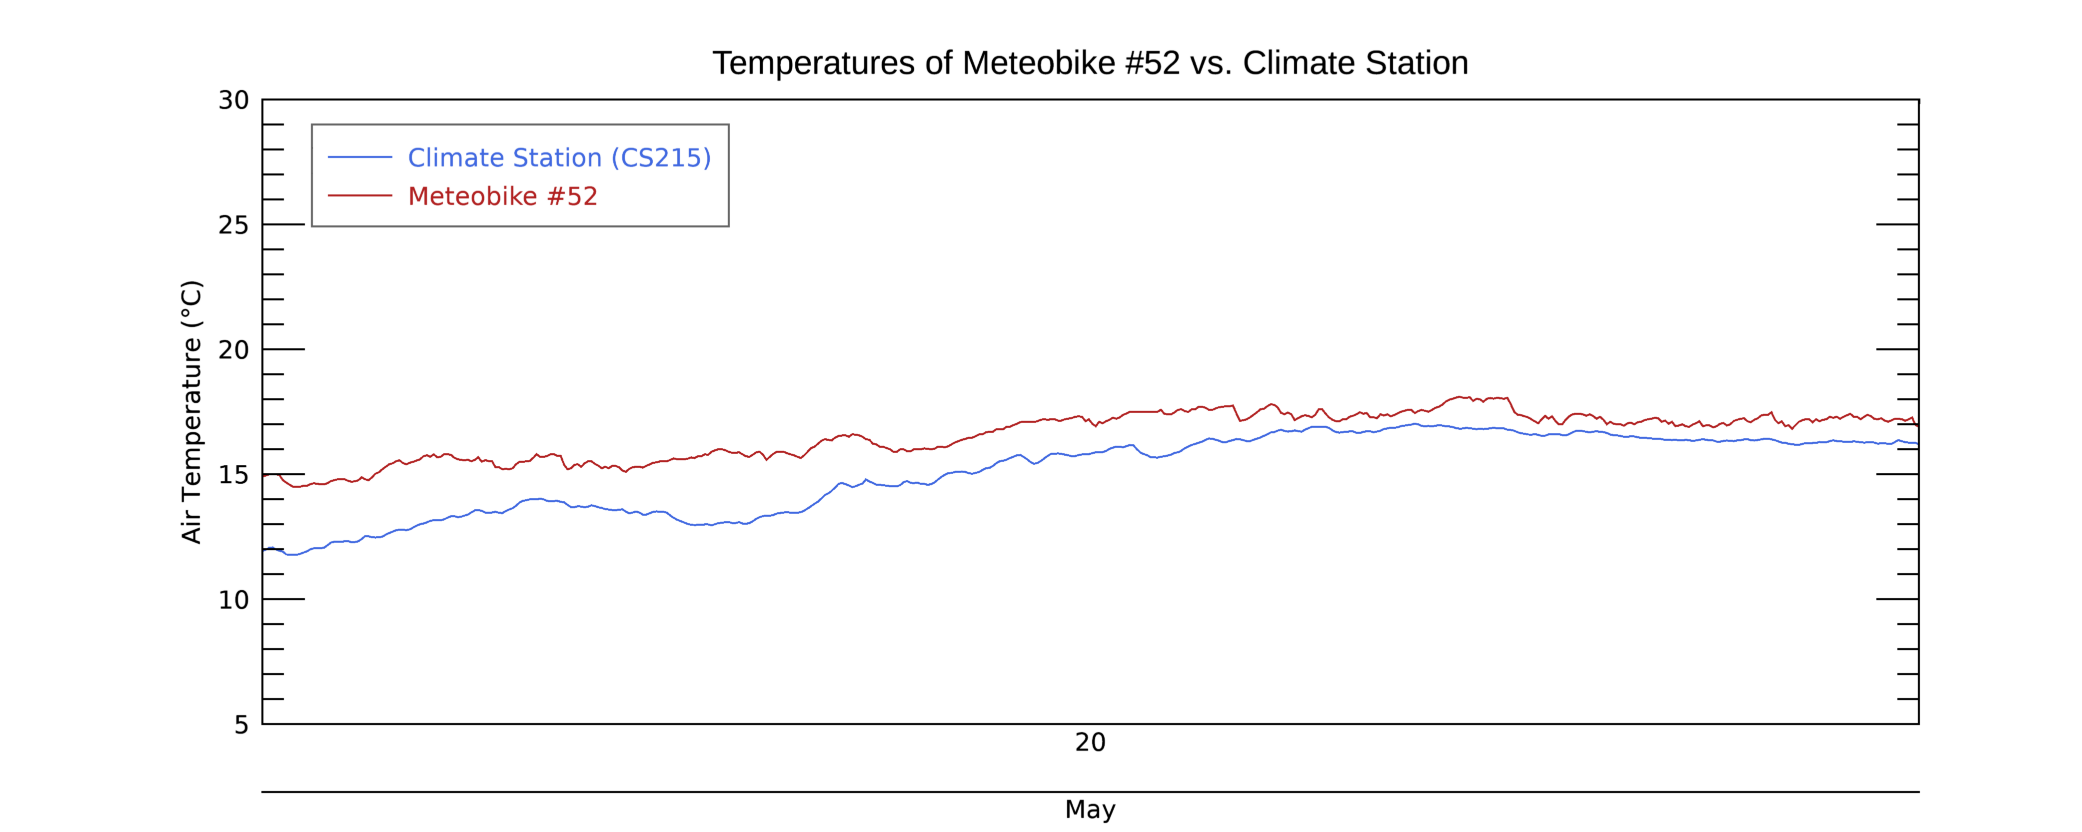 Temperatures of Meteobike #52 vs. Climate Station
30
25
20
15
10
5
Air Temperature (°C)
Climate Station (CS215)
Meteobike #52
20
May